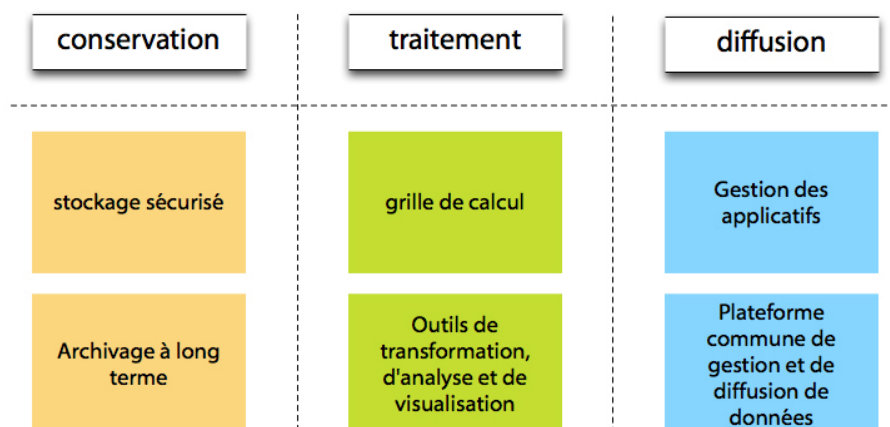 conservation
traitement
diffusion
stockage sécurisé
grille de calcul
Gestion des
applicatifs
Archivage à long
terme
Outils de
transformation,
d'analyse et de
visualisation
Plateforme
commune de
gestion et de
diffusion de
données